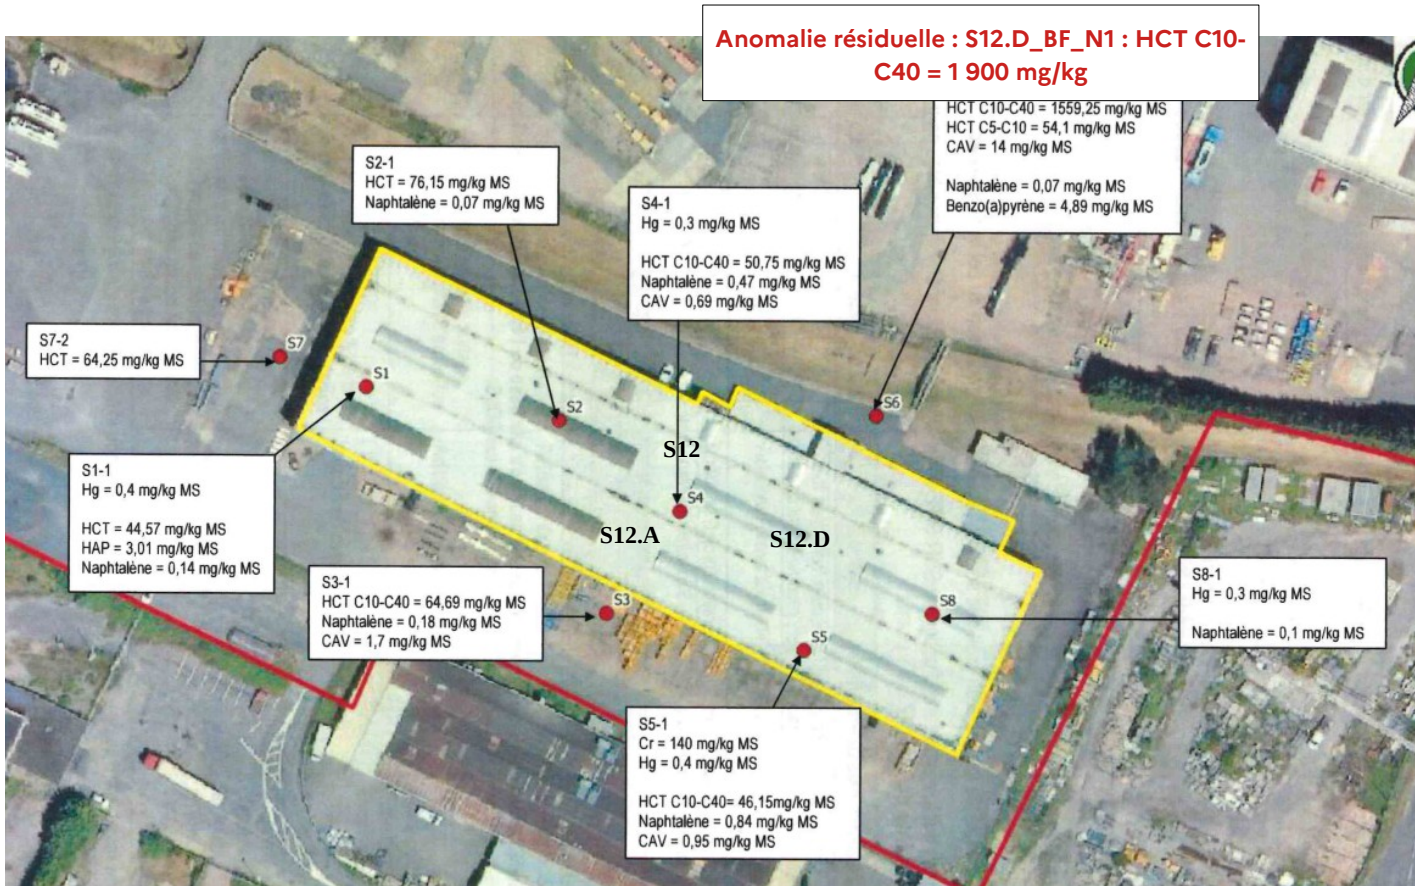 Anomalie résiduelle : S12.D_BF_N1 : HCT C10-
C40 = 1 900 mg/kg
HCT C10-C40 = 1559,25 mg/kg MS
HCT C5-C10 = 54,1 mg/kg MS
CAV = 14 mg/kg MS
Naphtalène = 0,07 mg/kg MS
Benzo(a)pyrène = 4,89 mg/kg MS
S2-1
HCT = 76,15 mg/kg MS
Naphtalène = 0,07 mg/kg MS
S4-1
Hg = 0,3 mg/kg MS
HCT C10-C40 = 50,75 mg/kg MS
Naphtalène = 0,47 mg/kg MS
CAV = 0,69 mg/kg MS
S7-2
HCT = 64,25 mg/kg MS
S7
S1
S2
S6
S12
S4
S12.A
S12.D
S1-1
Hg = 0,4 mg/kg MS
HCT = 44,57 mg/kg MS
HAP = 3,01 mg/kg MS
Naphtalène = 0,14 mg/kg MS
S3-1
HCT C10-C40 = 64,69 mg/kg MS
Naphtalène = 0,18 mg/kg MS
CAV = 1,7 mg/kg MS
S3
S5
S8
S8-1
Hg = 0,3 mg/kg MS
Naphtalène = 0,1 mg/kg MS
S5-1
Cr = 140 mg/kg MS
Hg = 0,4 mg/kg MS
HCT C10-C40= 46,15mg/kg MS
Naphtalène = 0,84 mg/kg MS
CAV = 0,95 mg/kg MS